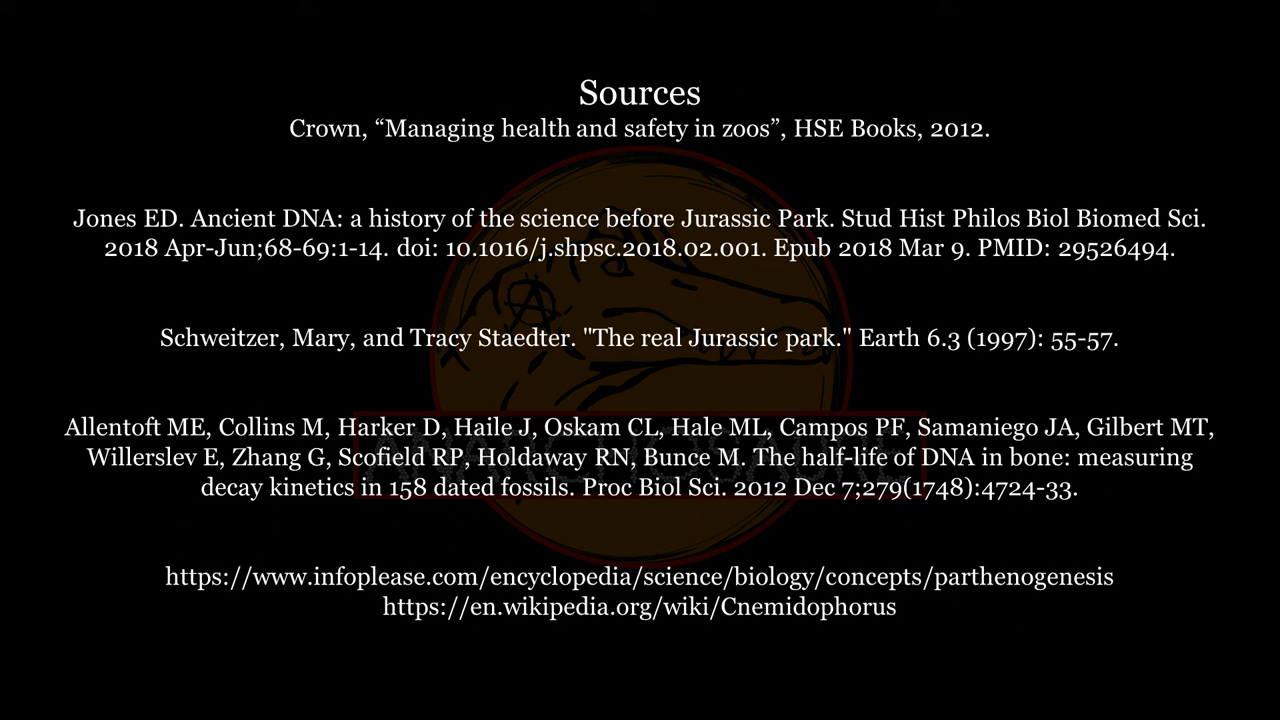 Sources
Crown, “Managing health and safety in zoos”, HSE Books, 2012.
Jones ED. Ancient DNA: a history of the science before Jurassic Park. Stud Hist Philos Biol Biomed Sci.
2018 Apr-Jun;68-69:1-14. doi: 10.1016/j.shpsc.2018.02.001. Epub 2018 Mar 9. PMID: 29526494.
Schweitzer, Mary, and Tracy Staedter. "The real Jurassic park." Earth 6.3 (1997): 55-57.
Allentoft ME, Collins M, Harker D, Haile J, Oskam CL, Hale ML, Campos PF, Samaniego JA, Gilbert MT,
Willerslev E, Zhang G, Scofield RP, Holdaway RN, Bunce M. The half-life of DNA in bone: measuring
decay kinetics in 158 dated fossils. Proc Biol Sci. 2012 Dec 7;279(1748):4724-33.
https://www.infoplease.com/encyclopedia/science/biology/concepts/parthenogenesis
https://en.wikipedia.org/wiki/Cnemidophorus